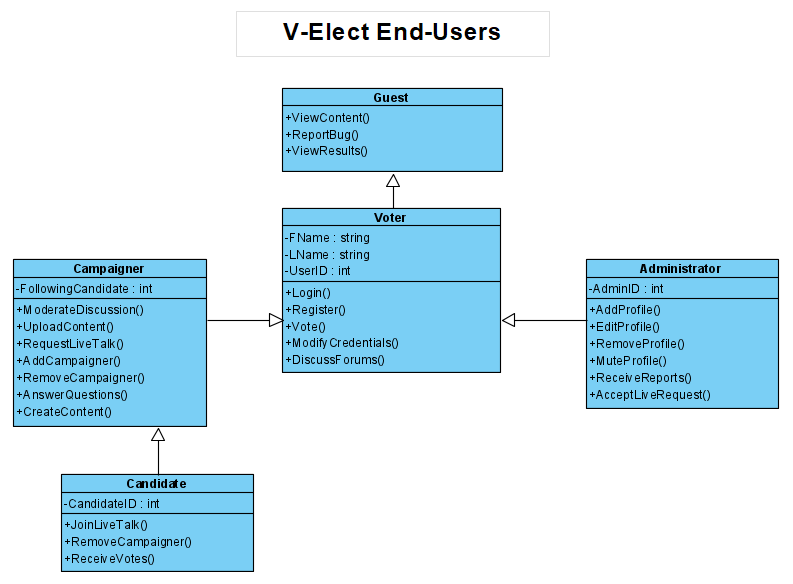 V-Elect End-Users
Guest
+ViewContent()
+ReportBug()
+ViewResults()
Voter
-FName : string
-LName : string
-UserID : int
+Login()
+Register()
+Vote()
+ModifyCredentials()
+DiscussForums()
Campaigner
-FollowingCandidate : int
+ModerateDiscussion()
+UploadContent()
+RequestLiveTalk()
+AddCampaigner()
+RemoveCampaigner()
+AnswerQuestions()
+CreateContent()
Administrator
-AdminID : int
+AddProfile()
+EditProfile()
+RemoveProfile()
+MuteProfile()
+ReceiveReports()
+AcceptLiveRequest()
Candidate
-CandidateID : int
+JoinLiveTalk()
+RemoveCampaigner()
+ReceiveVotes()